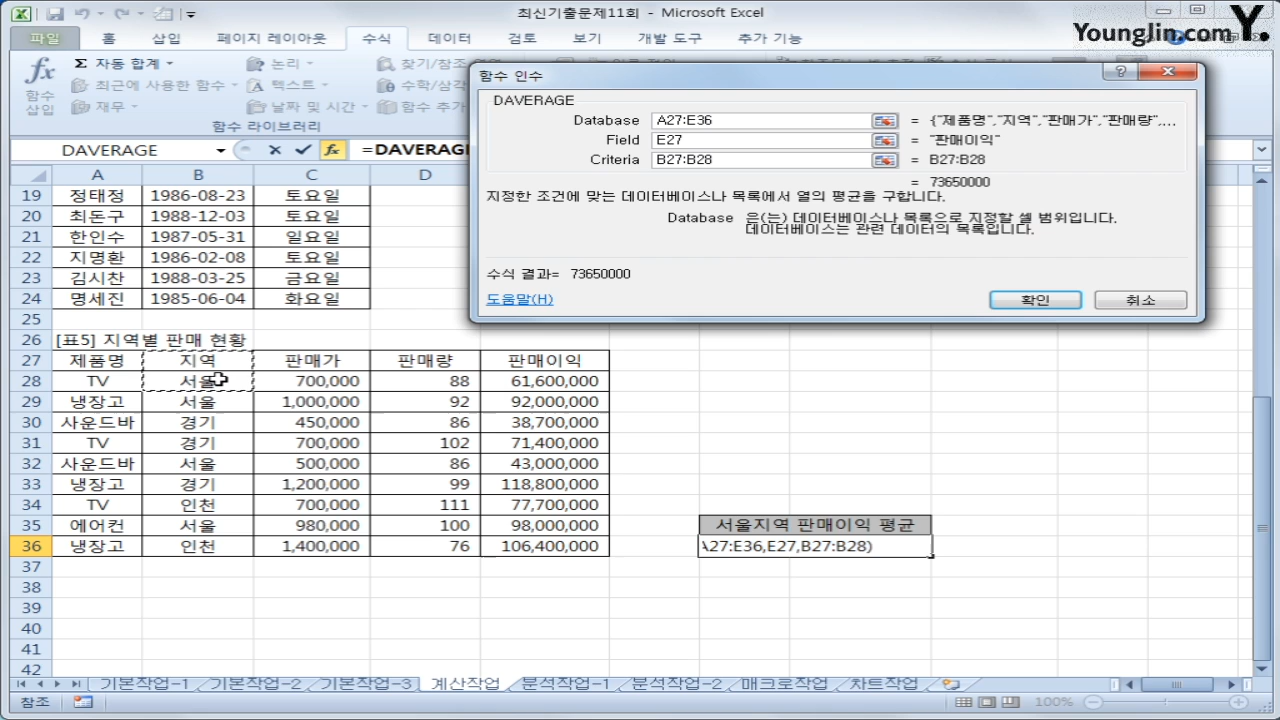 최신기출문제11회 - Microsoft Excel
Younglin.com Y.
파일 홈 삽입 페이지 레이아웃 수식 데이터 검토 보기 개발 도구 추가 기능
fx 함수 삽입
Σ 자동 합계
최근에 사용한 함수
재무
논리
텍스트
날짜 및 시간
찾기/참조 영역
수학/삼각
함수 추가
함수 라이브러리
함수 인수
DAVERAGE
Database A27:E36 = {"제품명","지역","판매가","판매량",...
Field E27 = "판매이익"
Criteria B27:B28 = B27:B28
= 73650000
지정한 조건에 맞는 데이터베이스나 목록에서 열의 평균을 구합니다.
Database 은(는) 데이터베이스나 목록으로 지정할 셀 범위입니다.
데이터베이스는 관련 데이터의 목록입니다.
수식 결과= 73650000
도움말(H) 확인 취소
DAVERAGE fx =DAVERAG
A B C D
19 정태정 1986-08-23 토요일
20 최돈구 1988-12-03 토요일
21 한인수 1987-05-31 일요일
22 지명환 1986-02-08 토요일
23 김시찬 1988-03-25 금요일
24 명세진 1985-06-04 화요일
25
26 [표5] 지역별 판매 현황
27 제품명 지역 판매가 판매량 판매이익
28 TV 서울 700,000 88 61,600,000
29 냉장고 서울 1,000,000 92 92,000,000
30 사운드바 경기 450,000 86 38,700,000
31 TV 경기 700,000 102 71,400,000
32 사운드바 서울 500,000 86 43,000,000
33 냉장고 경기 1,200,000 99 118,800,000
34 TV 인천 700,000 111 77,700,000
35 에어컨 서울 980,000 100 98,000,000 서울지역 판매이익 평균
36 냉장고 인천 1,400,000 76 106,400,000 A27:E36,E27,B27:B28)
37
38
39
40
41
42
기본작업-1 기본작업-2 기본작업-3 계산작업 분석작업-1 분석작업-2 매크로작업 차트작업
참조 100%